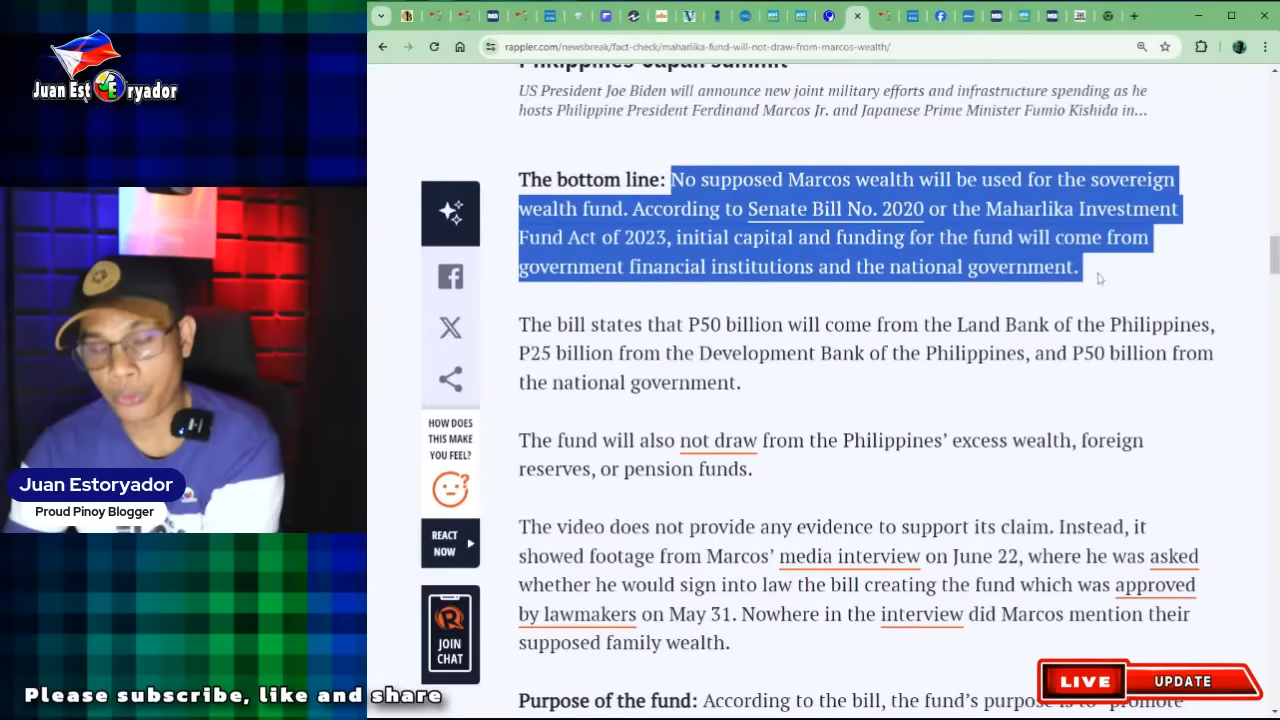 Juan Est ryador
rappler.com/newsbreak/fact-check/maharlika-fund-will-not-draw-from-marcos-wealth/
Philippines-Japan summit
US President Joe Biden will announce new joint military efforts and infrastructure spending as he
hosts Philippine President Ferdinand Marcos Jr. and Japanese Prime Minister Fumio Kishida in...
The bottom line: No supposed Marcos wealth will be used for the sovereign
wealth fund. According to Senate Bill No. 2020 or the Maharlika Investment
Fund Act of 2023, initial capital and funding for the fund will come from
government financial institutions and the national government.
The bill states that P50 billion will come from the Land Bank of the Philippines,
P25 billion from the Development Bank of the Philippines, and P50 billion from
the national government.
The fund will also not draw from the Philippines' excess wealth, foreign
reserves, or pension funds.
The video does not provide any evidence to support its claim. Instead, it
showed footage from Marcos' media interview on June 22, where he was asked
whether he would sign into law the bill creating the fund which was approved
by lawmakers on May 31. Nowhere in the interview did Marcos mention their
supposed family wealth.
Purpose of the fund: According to the bill, the fund's purpose is to "promote
HOW DOES
THIS MAKE
YOU FEEL?
REACT
NOW
JOIN
CHAT
Juan Estoryador
Proud Pinoy Blogger
Please subscribe, like and share
LIVE UPDATE